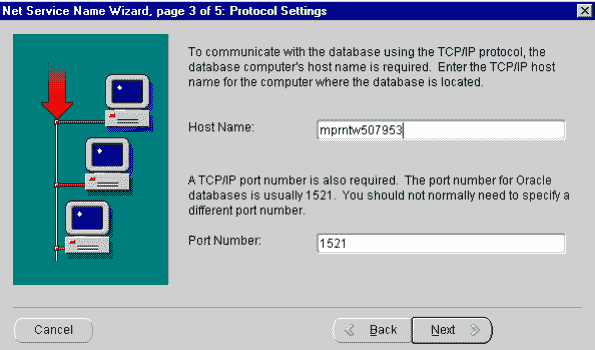 Net Service Name Wizard, page 3 of 5: Protocol Settings
To communicate with the database using the TCP/IP protocol, the
database computer's host name is required. Enter the TCP/IP host
name for the computer where the database is located.
Host Name:
mprntw507953
A TCP/IP port number is also required. The port number for Oracle
databases is usually 1521. You should not normally need to specify a
different port number.
Port Number:
1521
Cancel
Back
Next